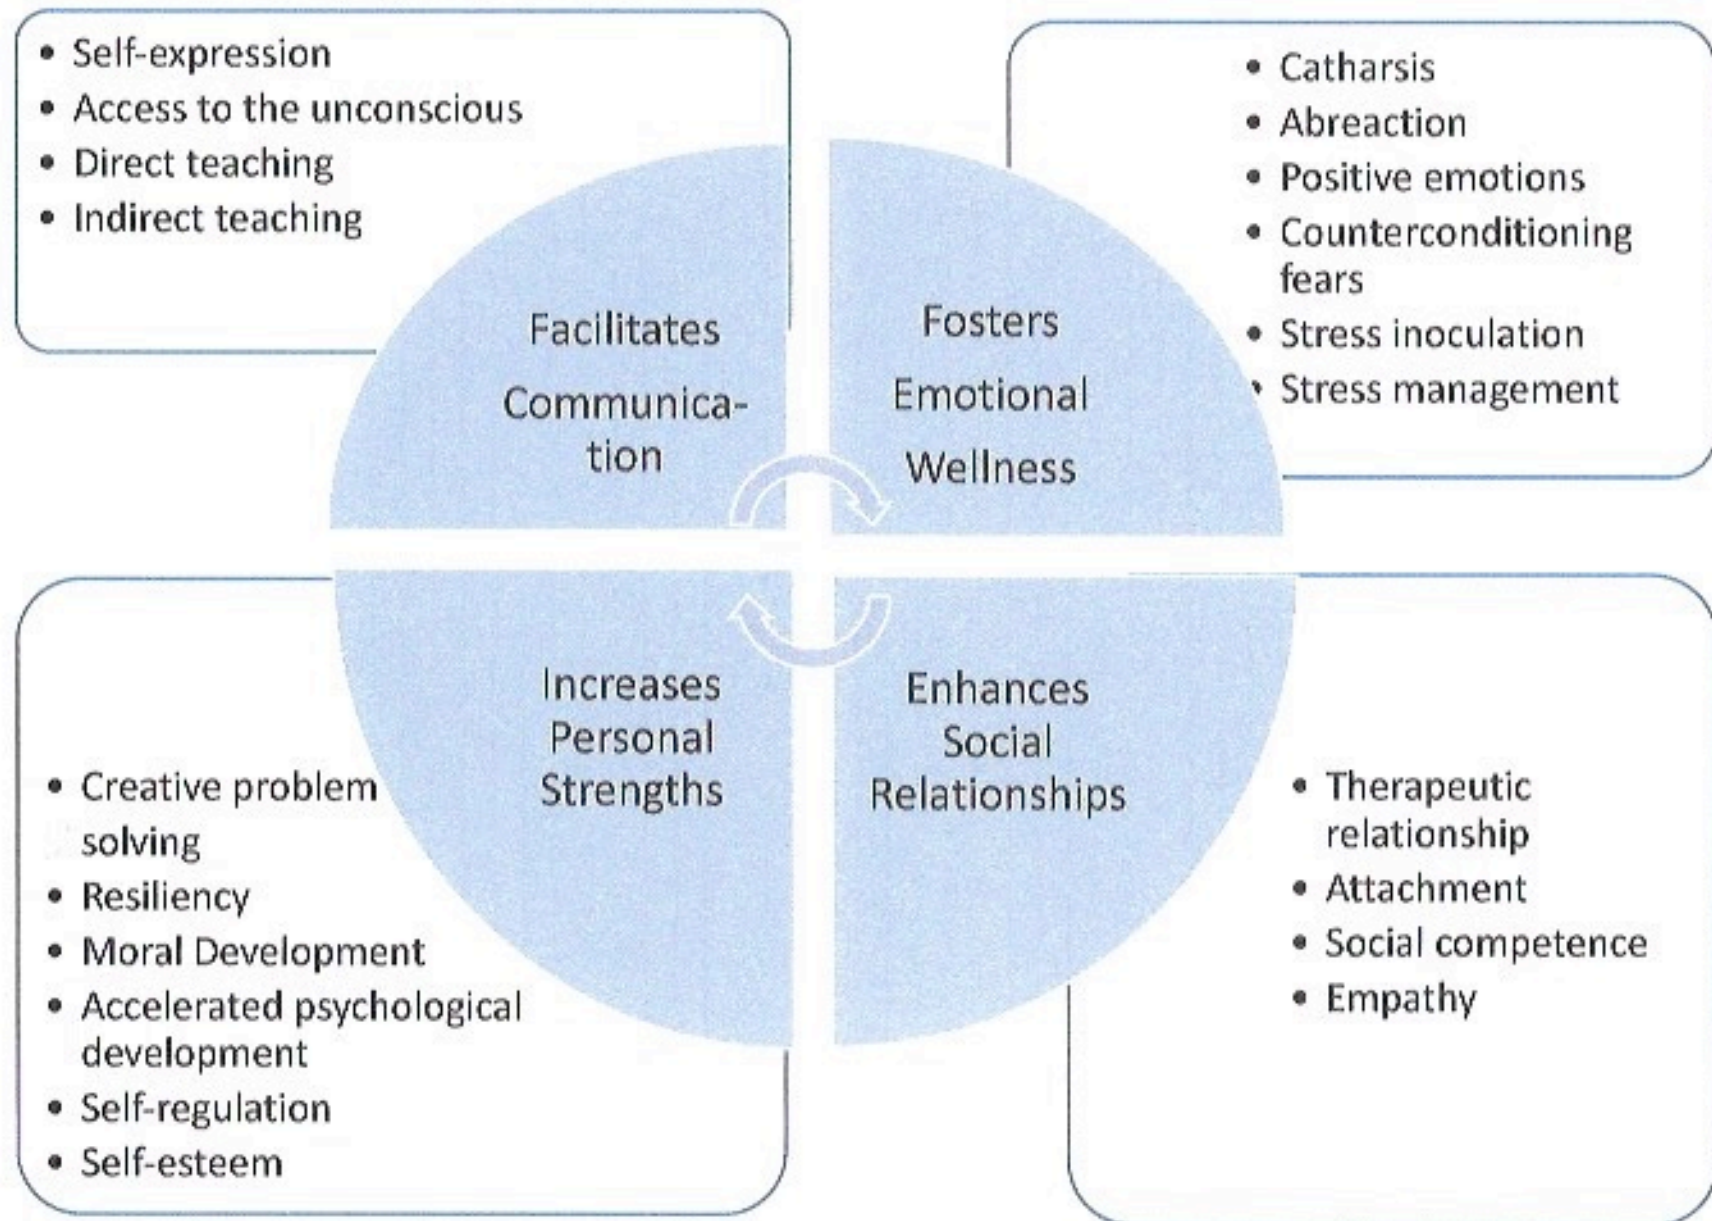 • Self-expression
• Access to the unconscious
• Direct teaching
• Indirect teaching
Facilitates
Communica-
tion
• Catharsis
• Abreaction
• Positive emotions
• Counterconditioning
fears
• Stress inoculation
• Stress management
Fosters
Emotional
Wellness
Increases
Personal
Strengths
• Creative problem
solving
• Resiliency
• Moral Development
• Accelerated psychological
development
• Self-regulation
• Self-esteem
Enhances
Social
Relationships
• Therapeutic
relationship
• Attachment
• Social competence
• Empathy